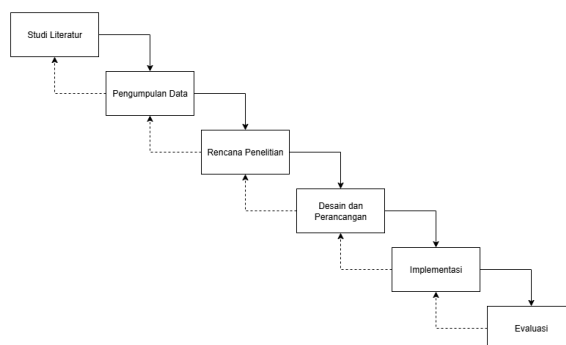 Studi Literatur
Pengumpulan Data
Rencana Penelitian
Desain dan
Perancangan
Implementasi
Evaluasi